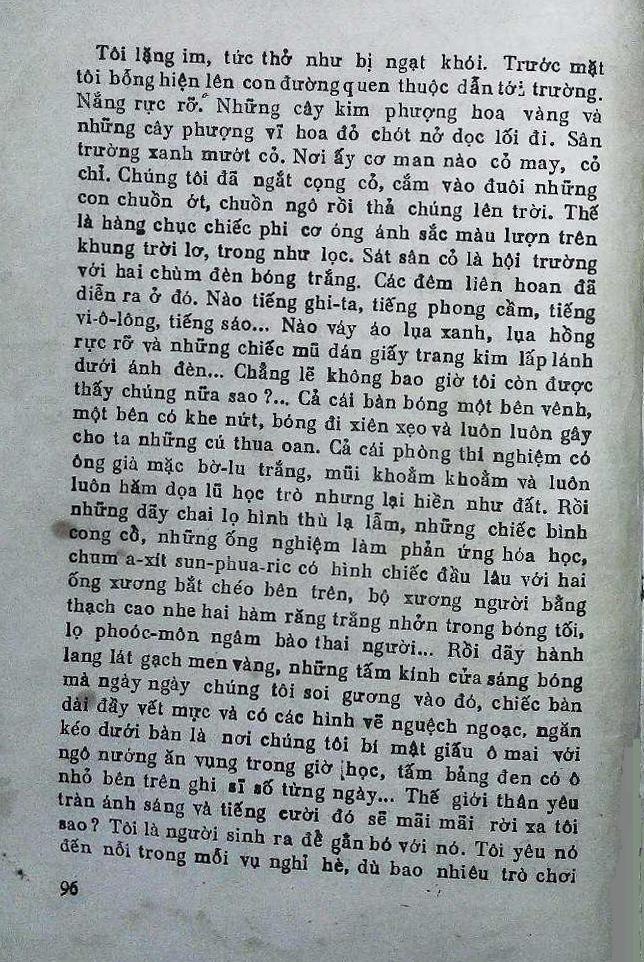 Tôi lặng im, tức thở như bị ngạt khói. Trước mặt
tôi bỗng hiện lên con đường quen thuộc dẫn tới trường.
Nắng rực rỡ. Những cây kim phượng hoa vàng và
những cây phượng vĩ hoa đỏ chót nở dọc lối đi. Sân
trường xanh mướt cỏ. Nơi ấy cơ man nào cỏ may, cỏ
chỉ. Chúng tôi đã ngắt cọng cỏ, cắm vào đuôi những
con chuồn ớt, chuồn ngô rồi thả chúng lên trời. Thế
là hàng chục chiếc phi cơ óng ánh sắc màu lượn trên
khung trời lơ, trong như lọc. Sát sân cỏ là hội trường
với hai chùm đèn bóng trắng. Các đêm liên hoan đã
diễn ra ở đó. Nào tiếng ghi-ta, tiếng phong cầm, tiếng
vi-ô-lông, tiếng sáo... Nào váy áo lụa xanh, lụa hồng
rực rỡ và những chiếc mũ dán giấy trang kim lấp lánh
dưới ánh đèn... Chẳng lẽ không bao giờ tôi còn được
thấy chúng nữa sao ?... Cả cái bàn bóng một bên vênh,
một bên có khe nứt, bóng đi xiên xẹo và luôn luôn gây
cho ta những cú thua oan. Cả cái phòng thí nghiệm có
ông già mặc bờ-lu trắng, mũi khoằm khoằm và luôn
luôn hăm dọa lũ học trò nhưng lại hiền như đất. Rồi
những dãy chai lọ hình thù lạ lẫm, những chiếc bình
cong cổ, những ống nghiệm làm phản ứng hóa học,
chum a-xít sun-phua-ric có hình chiếc đầu lâu với hai
ống xương bắt chéo bên trên, bộ xương người bằng
thạch cao nhe hai hàm răng trắng nhởn trong bóng tối,
lọ phoóc-môn ngâm bào thai người... Rồi dãy hành
lang lát gạch men vàng, những tấm kính cửa sáng bóng
mà ngày ngày chúng tôi soi gương vào đó, chiếc bàn
dài đầy vết mực và có các hình vẽ nguệch ngoạc, ngăn
kéo dưới bàn là nơi chúng tôi bí mật giấu ô mai với
ngô nướng ăn vụng trong giờ học, tấm bảng đen có ô
nhỏ bên trên ghi sĩ số từng ngày... Thế giới thân yêu
tràn ánh sáng và tiếng cười đó sẽ mãi mãi rời xa tôi
sao ? Tôi là người sinh ra để gắn bó với nó. Tôi yêu nó
đến nỗi trong mỗi vụ nghỉ hè, dù bao nhiêu trò chơi
96